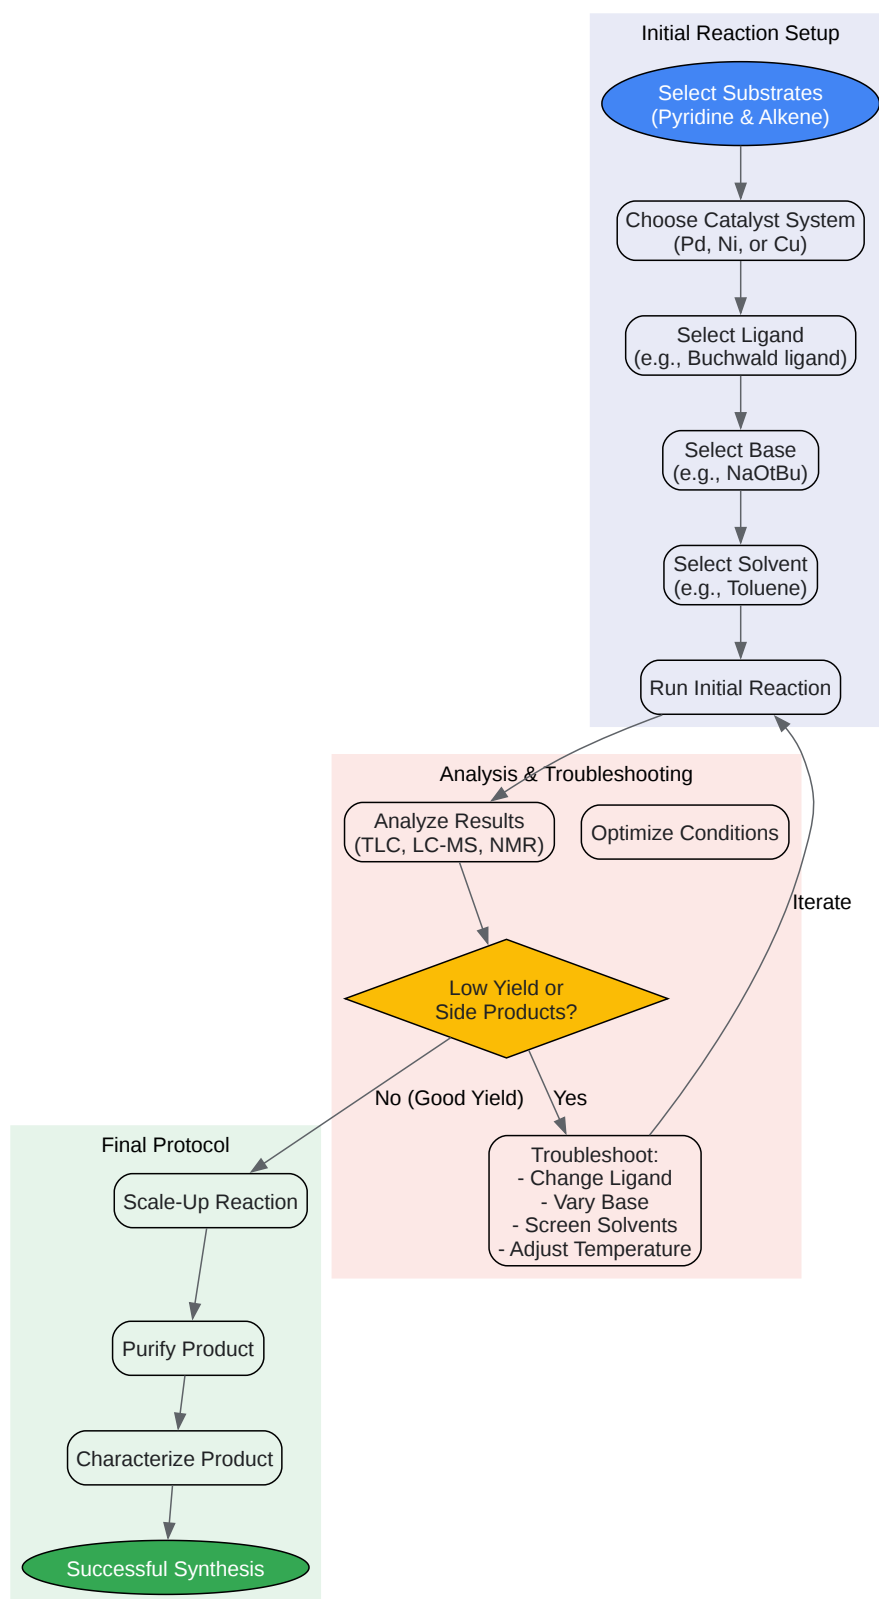 Initial Reaction Setup
Select Substrates
(Pyridine & Alkene)
Choose Catalyst System
(Pd, Ni, or Cu)
Select Ligand
(e.g., Buchwald ligand)
Select Base
(e.g., NaOtBu)
Select Solvent
(e.g., Toluene)
Run Initial Reaction
Analysis & Troubleshooting
Analyze Results
(TLC, LC-MS, NMR)
Optimize Conditions
Iterate
Low Yield or
Side Products?
No (Good Yield)
Yes
Troubleshoot:
- Change Ligand
- Vary Base
- Screen Solvents
- Adjust Temperature
Final Protocol
Scale-Up Reaction
Purify Product
Characterize Product
Successful Synthesis